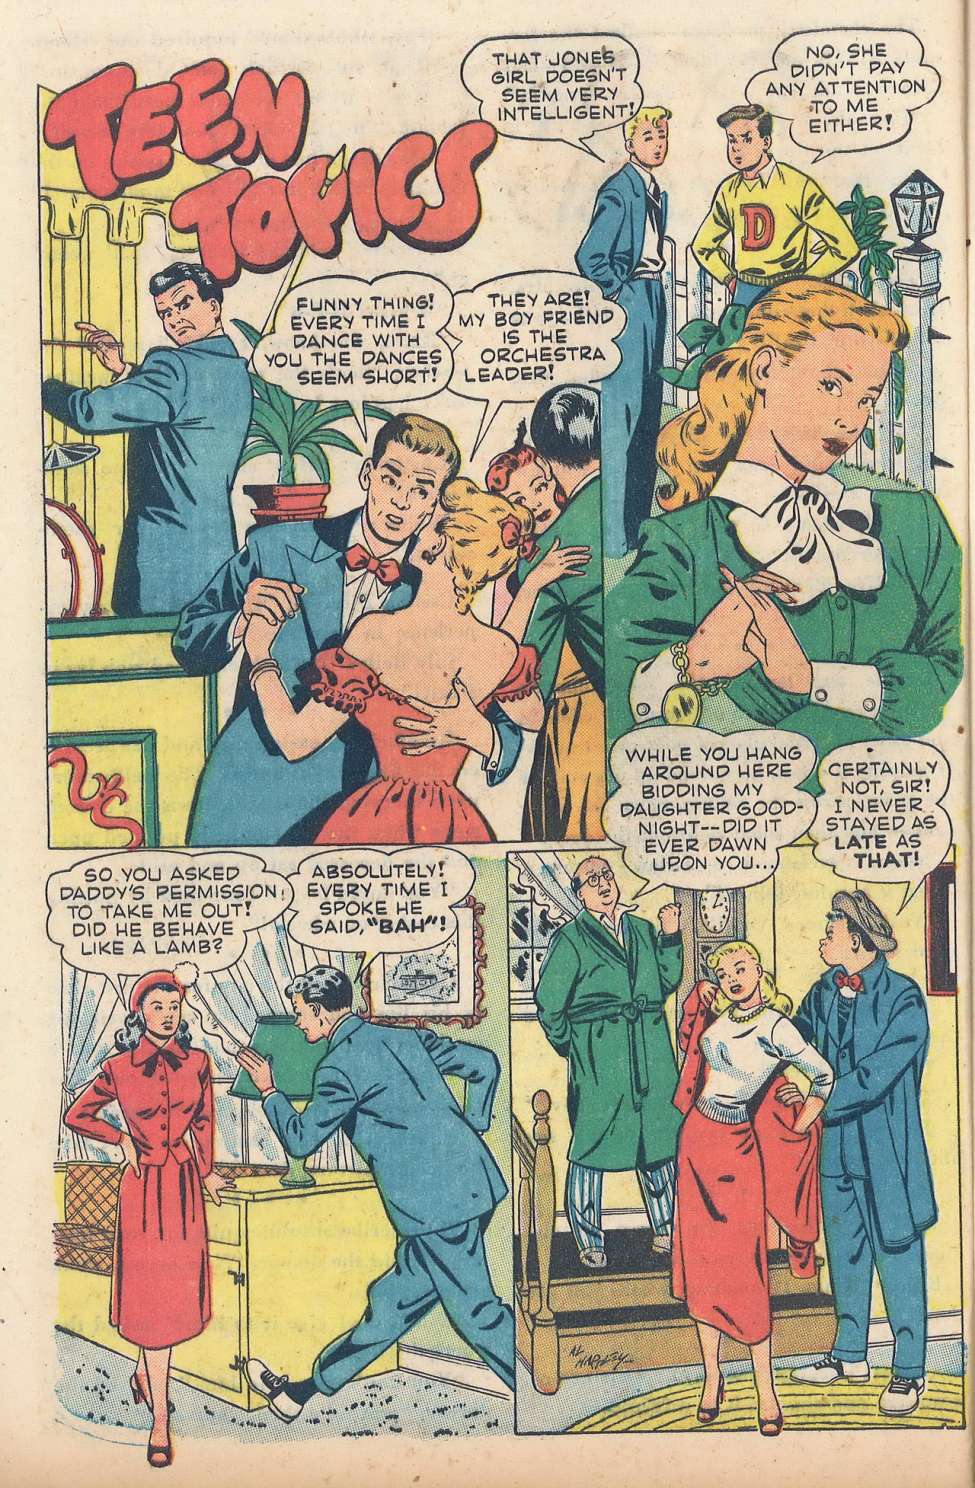 TEEN
TOPICS
FUNNY THING!
EVERY TIME I
DANCE WITH
YOU THE DANCES
SEEM SHORT!
THEY ARE!
MY BOY FRIEND
IS THE
ORCHESTRA
LEADER!
THAT JONES
GIRL DOESN'T
SEEM VERY
INTELLIGENT!
NO, SHE
DIDN'T PAY
ANY ATTENTION
TO ME
EITHER!
D
SO, YOU ASKED
DADDY'S PERMISSION
TO TAKE ME OUT!
DID HE BEHAVE
LIKE A LAMB?
ABSOLUTELY!
EVERY TIME I
SPOKE HE
SAID, "BAH"!
WHILE YOU HANG
AROUND HERE
BIDDING MY
DAUGHTER GOOD-
NIGHT--DID IT
EVER DAWN
UPON YOU...
CERTAINLY
NOT, SIR!
I NEVER
STAYED AS
LATE AS
THAT!
AL
HARTLEY